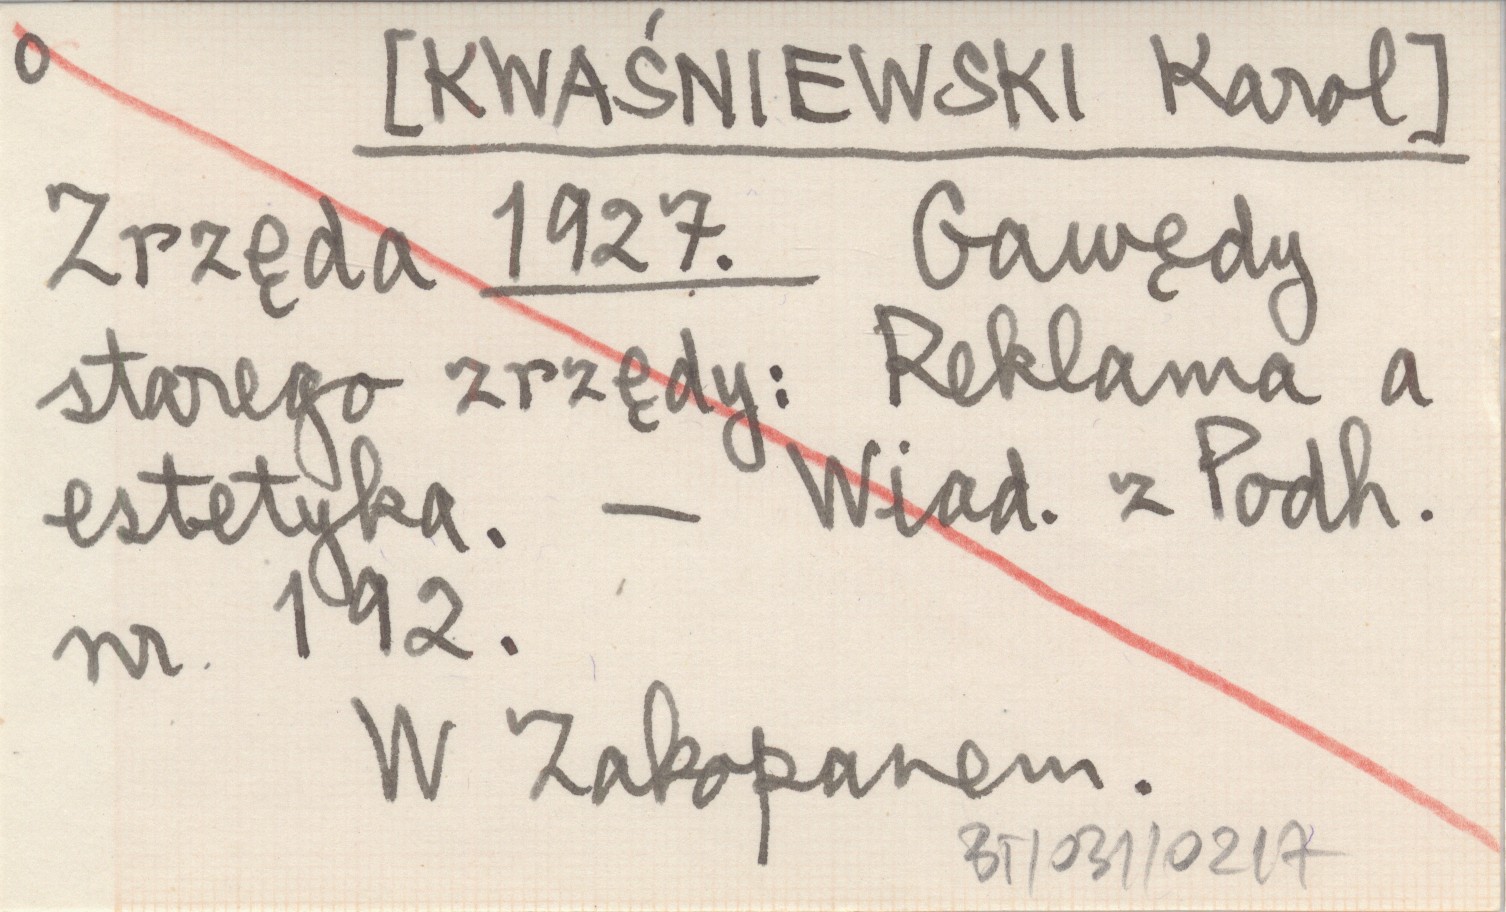 o
[KWAŚNIEWSKI Karol]
Zrzęda 1927. Gawędy
starego zrzędy: Reklama a
estetyka. — Wiad. z Podh.
nr. 192.
W Zakopanem.
BT/031/0217